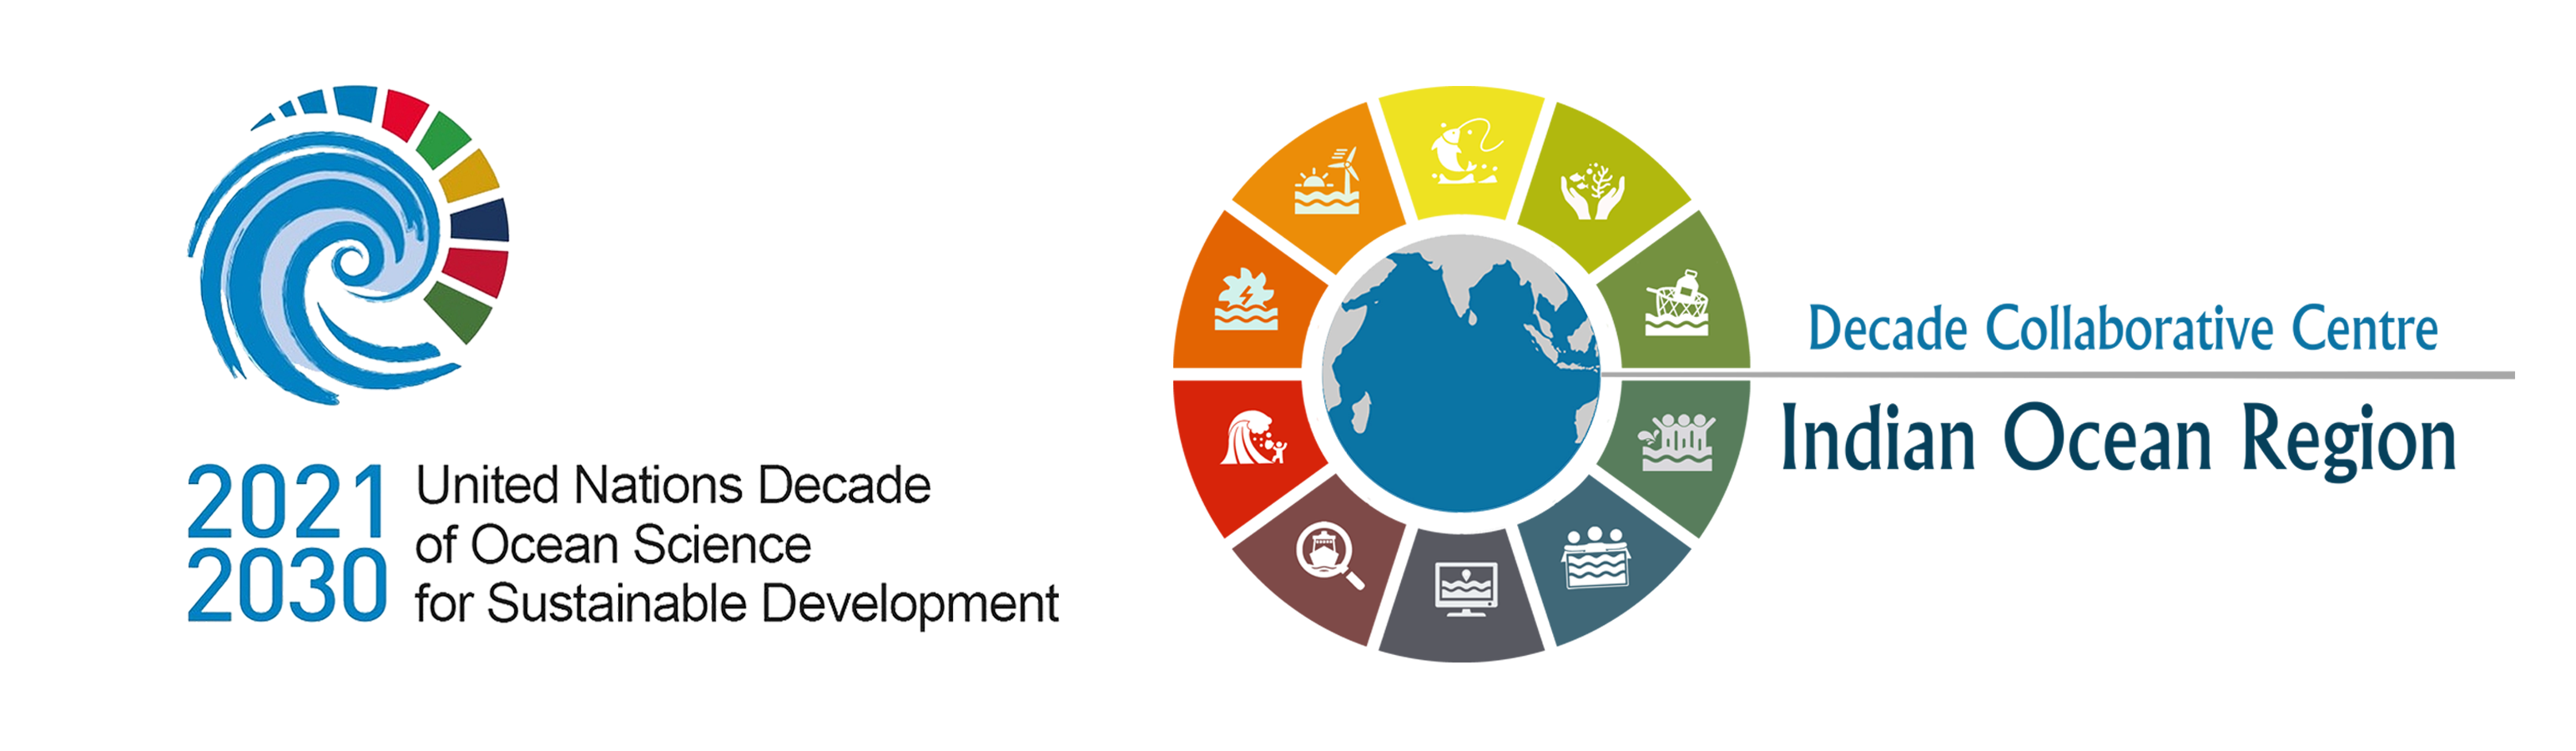 2021
2030
United Nations Decade
of Ocean Science
for Sustainable Development
Decade Collaborative Centre
Indian Ocean Region